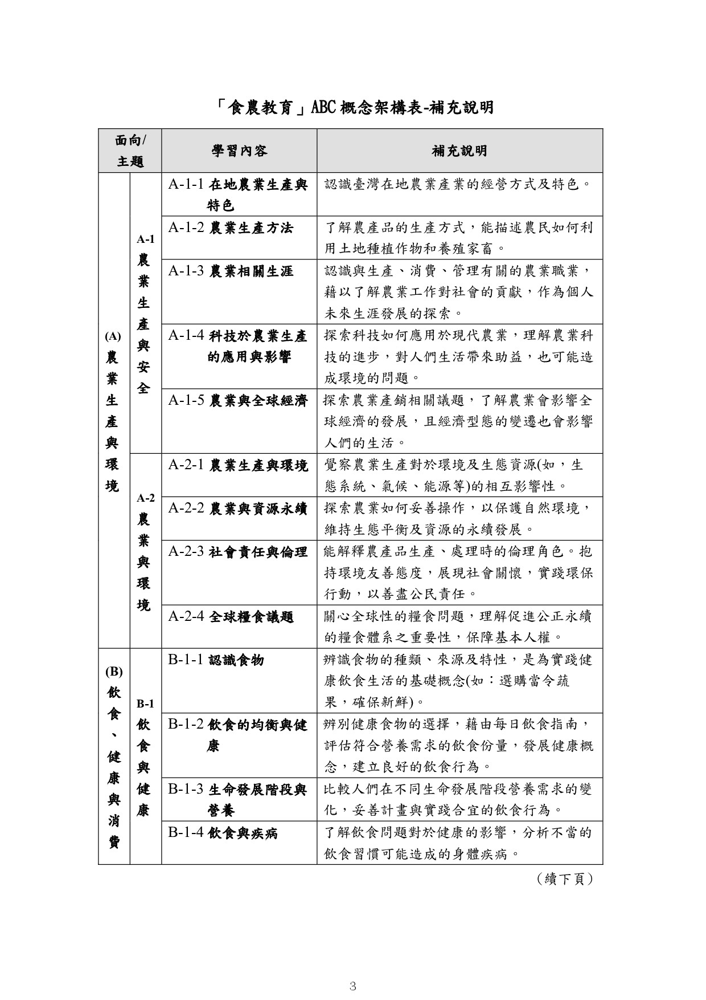 「食農教育」ABC 概念架構表-補充說明
面向/
主題
學習內容
補充說明
(A)
農
業
生
產
與
環
境
A-1
農
業
生
產
與
安
全
A-1-1 在地農業生產與
特色
認識臺灣在地農業產業的經營方式及特色。
A-1-2 農業生產方法
了解農產品的生產方式，能描述農民如何利
用土地種植作物和養殖家畜。
A-1-3 農業相關生涯
認識與生產、消費、管理有關的農業職業，
藉以了解農業工作對社會的貢獻，作為個人
未來生涯發展的探索。
A-1-4 科技於農業生產
的應用與影響
探索科技如何應用於現代農業，理解農業科
技的進步，對人們生活帶來助益，也可能造
成環境的問題。
A-1-5 農業與全球經濟
探索農業產銷相關議題，了解農業會影響全
球經濟的發展，且經濟型態的變遷也會影響
人們的生活。
A-2
農
業
與
環
境
A-2-1 農業生產與環境
覺察農業生產對於環境及生態資源(如，生
態系統、氣候、能源等)的相互影響性。
A-2-2 農業與資源永續
探索農業如何妥善操作，以保護自然環境，
維持生態平衡及資源的永續發展。
A-2-3 社會責任與倫理
能解釋農產品生產、處理時的倫理角色。抱
持環境友善態度，展現社會關懷，實踐環保
行動，以善盡公民責任。
A-2-4 全球糧食議題
關心全球性的糧食問題，理解促進公正永續
的糧食體系之重要性，保障基本人權。
(B)
飲
食
、
健
康
與
消
費
B-1
飲
食
與
健
康
B-1-1 認識食物
辨識食物的種類、來源及特性，是為實踐健
康飲食生活的基礎概念(如：選購當令蔬
果，確保新鮮)。
B-1-2 飲食的均衡與健
康
辨別健康食物的選擇，藉由每日飲食指南，
評估符合營養需求的飲食份量，發展健康概
念，建立良好的飲食行為。
B-1-3 生命發展階段與
營養
比較人們在不同生命發展階段營養需求的變
化，妥善計畫與實踐合宜的飲食行為。
B-1-4 飲食與疾病
了解飲食問題對於健康的影響，分析不當的
飲食習慣可能造成的身體疾病。
（續下頁）
3